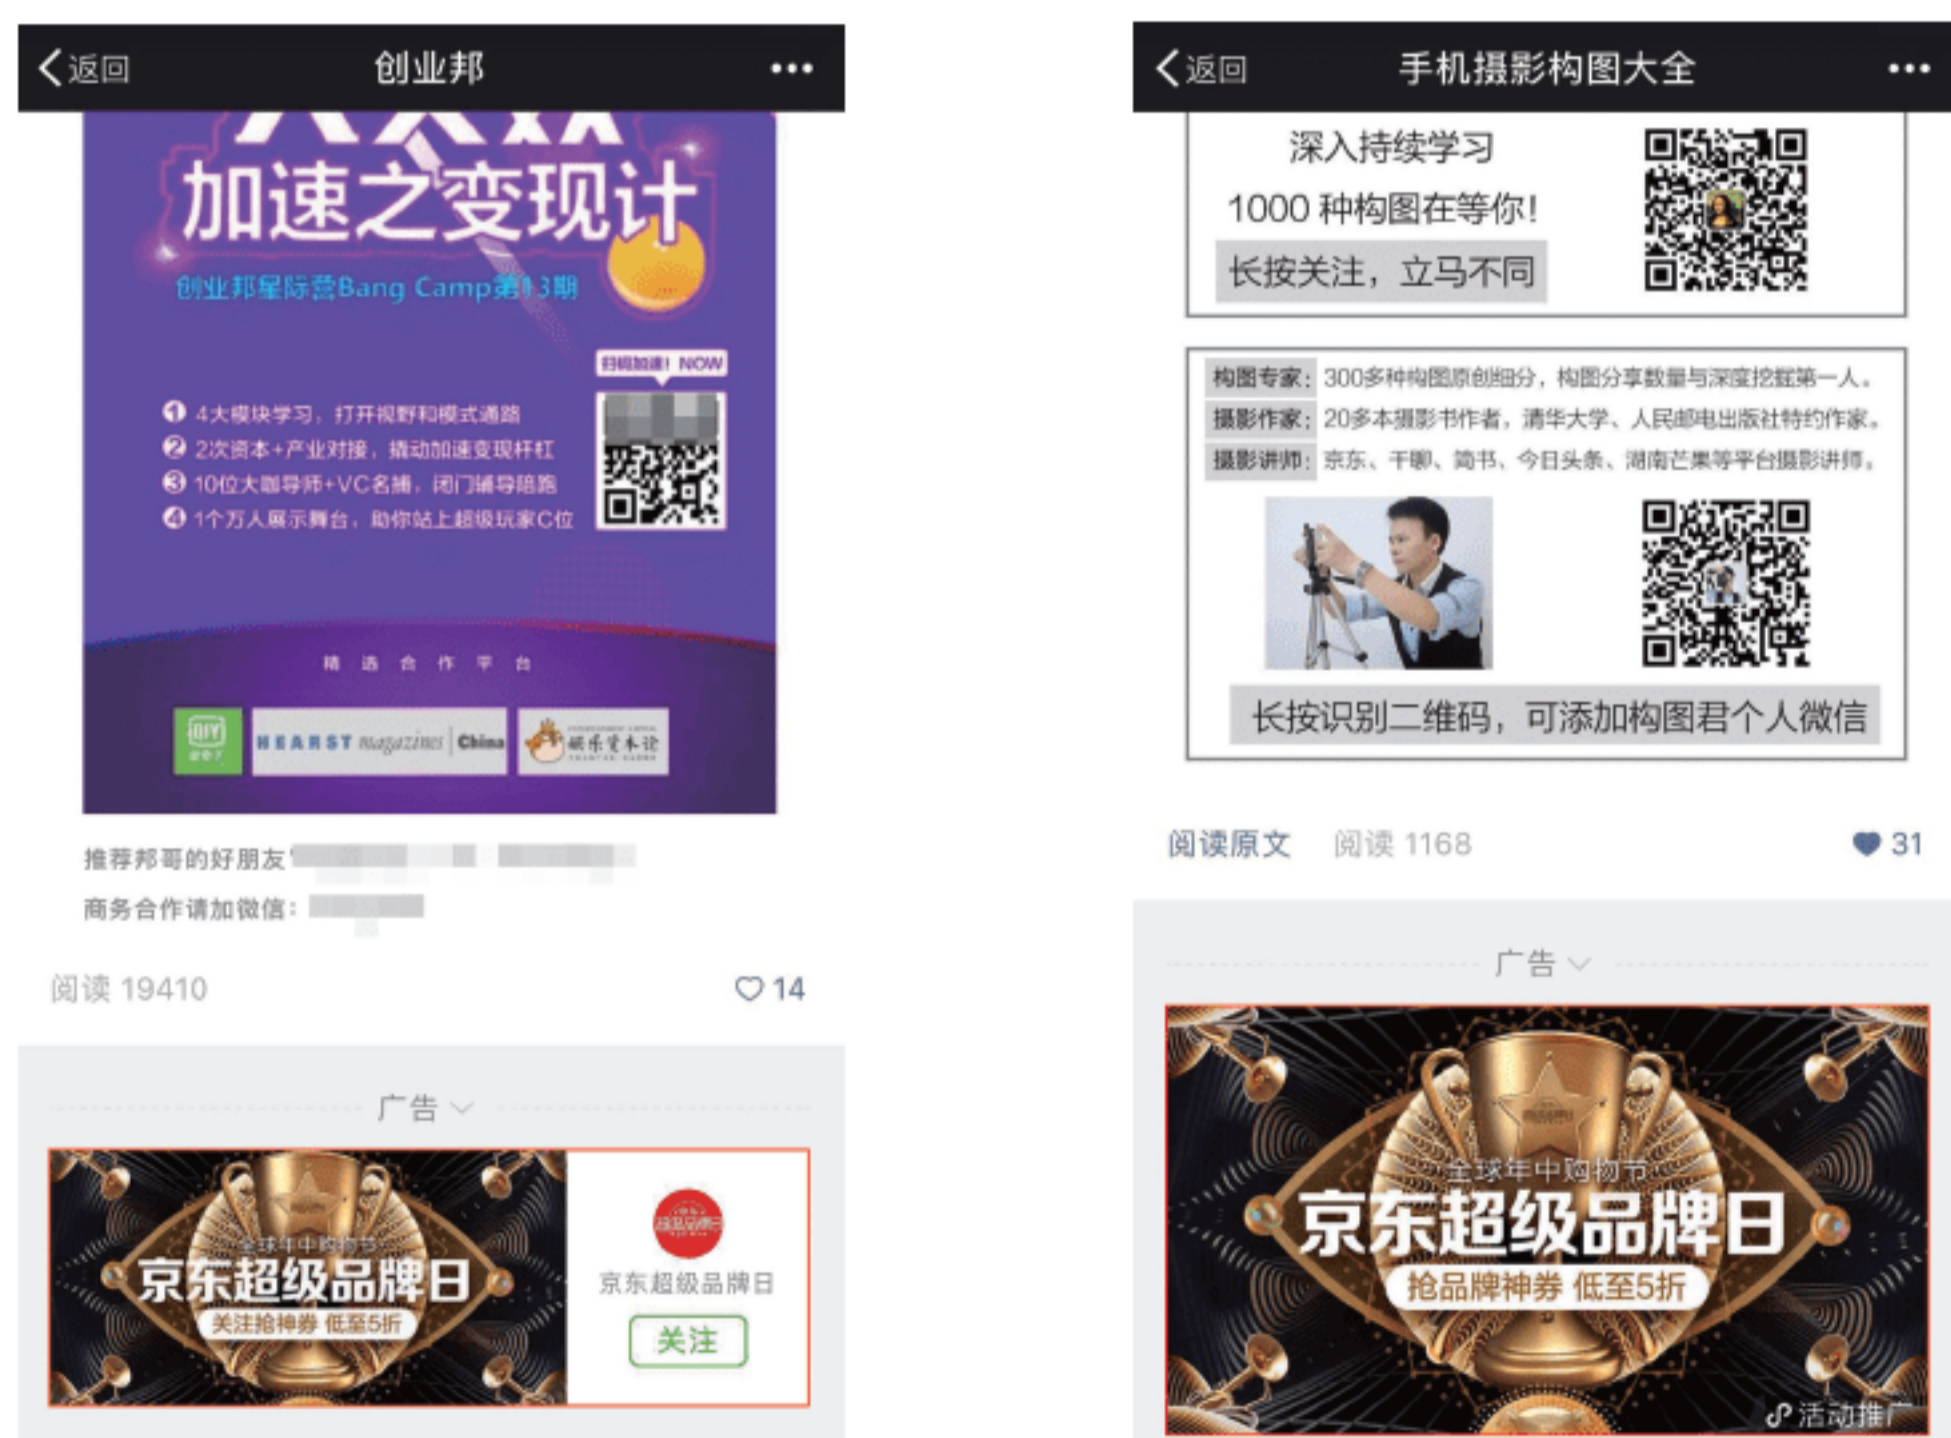 返回
创业邦
加速之变现计
创业邦星际营Bang Camp第13期
扫码加速！NOW
1 4大模块学习，打开视野和模式通路
2 2次资本+产业对接，撬动加速变现杠杠
3 10位大咖导师+VC名捕，闭门辅导陪跑
4 1个万人展示舞台，助你站上超级玩家C位
精选合作平台
HEARST magazines China
娱乐资本论
推荐邦哥的好朋友
商务合作请加微信：
阅读 19410
14
广告
全球年中购物节
京东超级品牌日
关注抢神券 低至5折
京东超级品牌日
关注
返回
手机摄影构图大全
深入持续学习
1000 种构图在等你！
长按关注，立马不同
构图专家：300多种构图原创细分，构图分享数量与深度挖掘第一人。
摄影作家：20多本摄影书作者，清华大学、人民邮电出版社特约作家。
摄影讲师：京东、千聊、简书、今日头条、湖南芒果等平台摄影讲师。
长按识别二维码，可添加构图君个人微信
阅读原文 阅读 1168
31
广告
全球年中购物节
京东超级品牌日
抢品牌神券 低至5折
活动推广